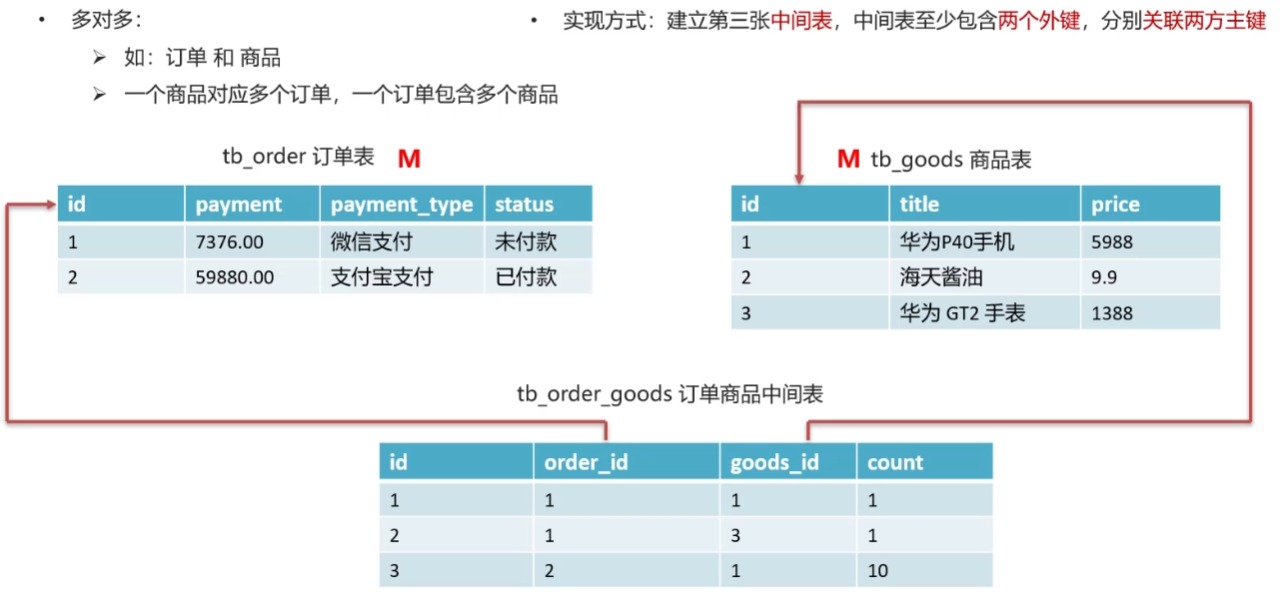 • 多对多：
➢ 如：订单 和 商品
➢ 一个商品对应多个订单，一个订单包含多个商品
• 实现方式：建立第三张中间表，中间表至少包含两个外键，分别关联两方主键
tb_order 订单表 M
id payment payment_type status
1 7376.00 微信支付 未付款
2 59880.00 支付宝支付 已付款
M tb_goods 商品表
id title price
1 华为P40手机 5988
2 海天酱油 9.9
3 华为 GT2 手表 1388
tb_order_goods 订单商品中间表
id order_id goods_id count
1 1 1 1
2 1 3 1
3 2 1 10